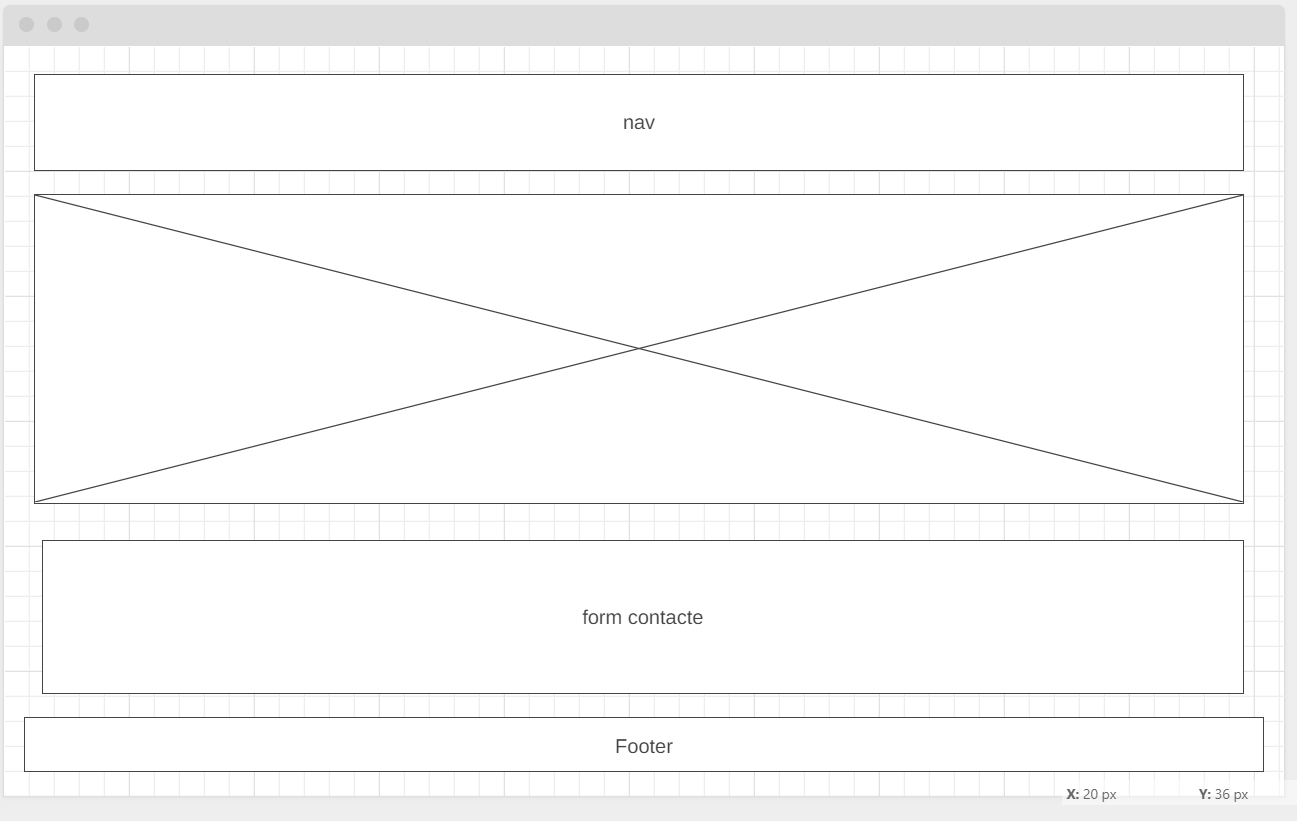 nav
form contacte
Footer
X: 20 px Y: 36 px